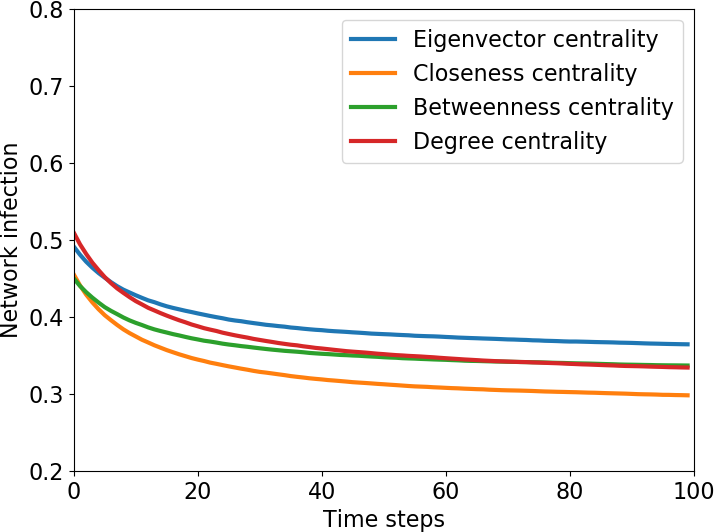 0.8
0.7
0.6
0.5
0.4
0.3
0.2
Network infection
Eigenvector centrality
Closeness centrality
Betweenness centrality
Degree centrality
0 20 40 60 80 100
Time steps